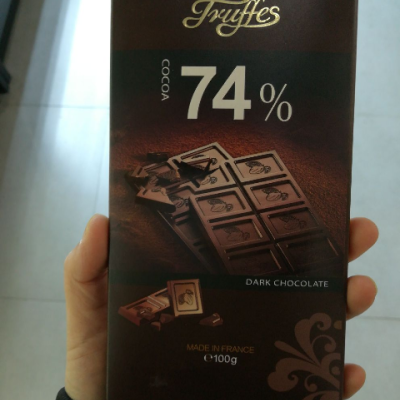 Truffes
COCOA
74%
DARK CHOCOLATE
MADE IN FRANCE
℮100g